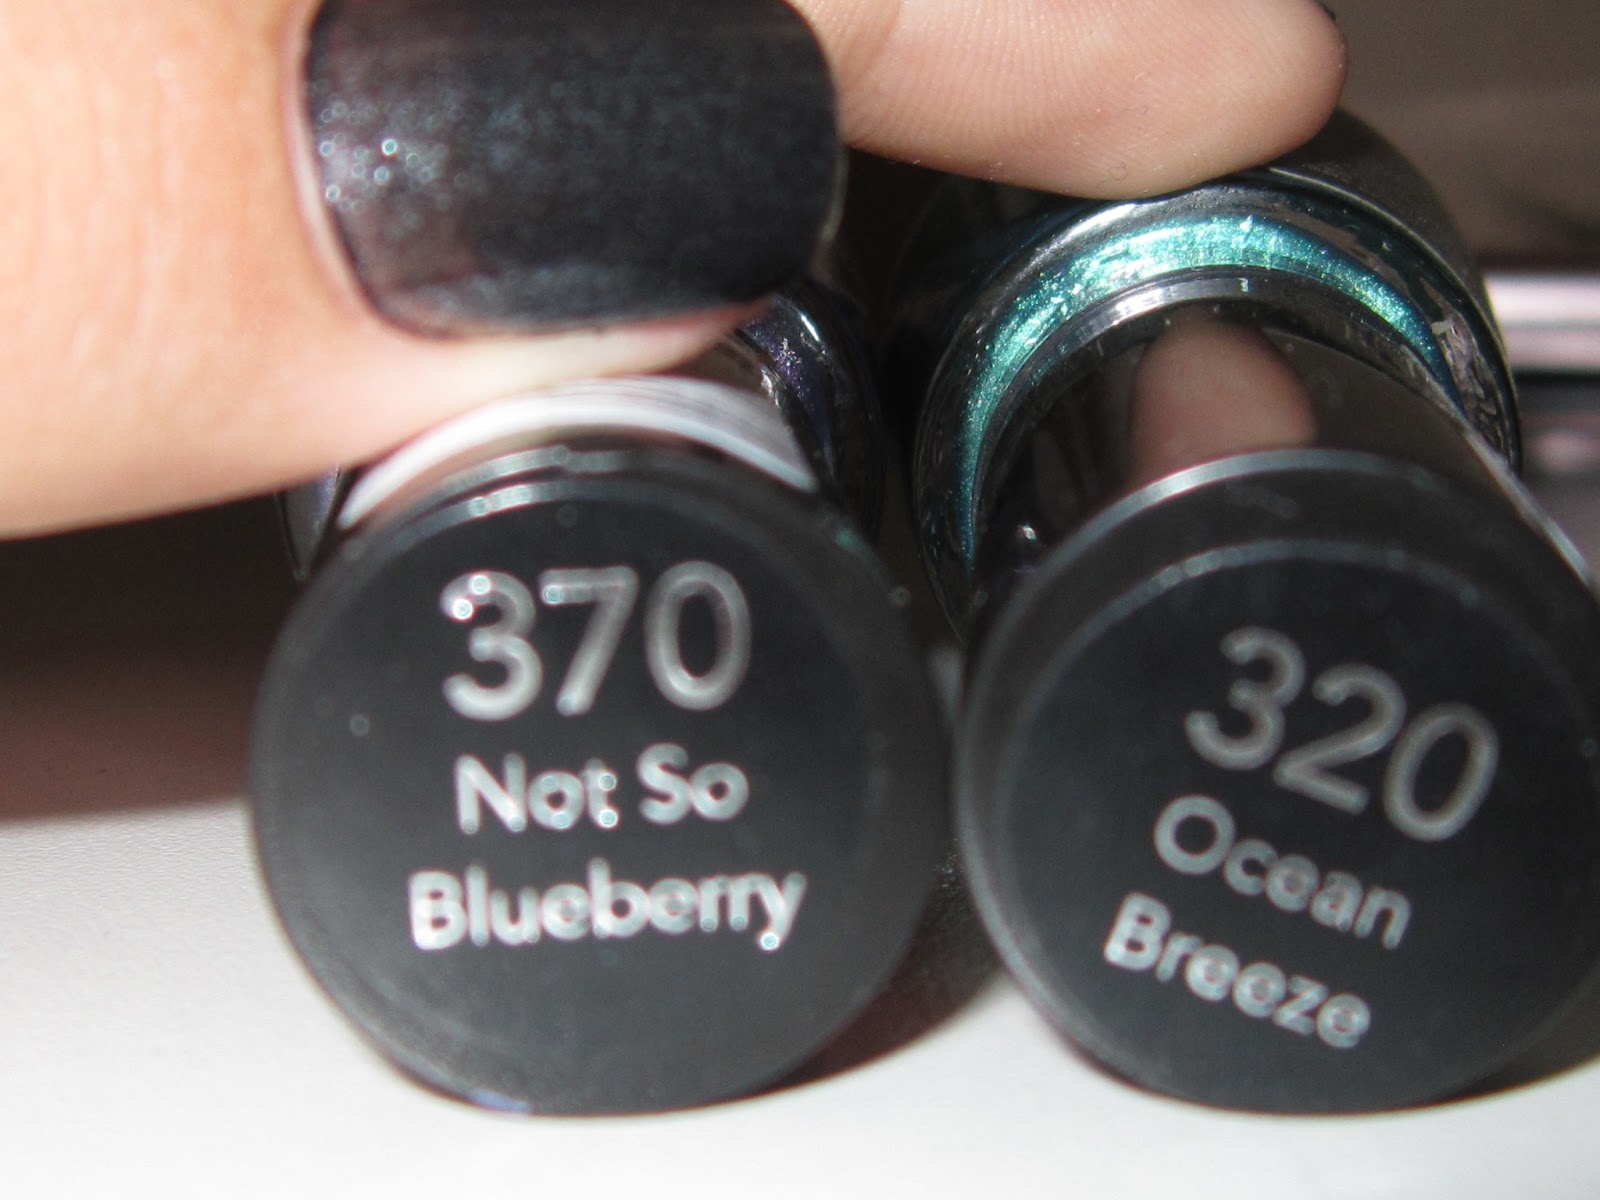 370
Not So
Blueberry
320
Ocean
Breeze